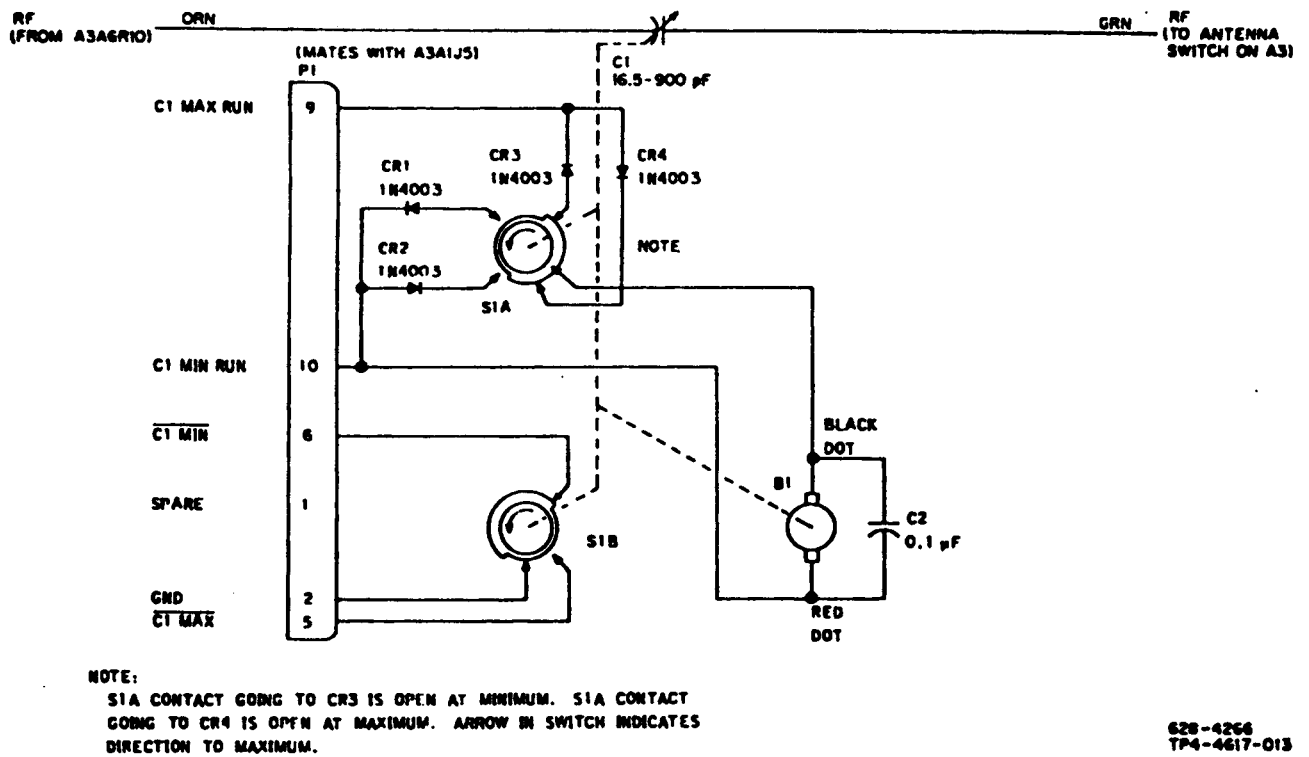 RF
(FROM A3A6R10)
ORN
GRN
RF
(TO ANTENNA
SWITCH ON A3)
(MATES WITH A3A1J5)
P1
C1
16.5-900 pF
C1 MAX RUN
9
CR1
1N4003
CR3
1N4003
CR4
1N4003
CR2
1N4003
NOTE
S1A
C1 MIN RUN
10
C1 MIN
6
SPARE
1
S1B
BLACK
DOT
B1
C2
0.1 µF
GND
2
C1 MAX
5
RED
DOT
NOTE:
S1A CONTACT GOING TO CR3 IS OPEN AT MINIMUM. S1A CONTACT
GOING TO CR4 IS OPEN AT MAXIMUM. ARROW IN SWITCH INDICATES
DIRECTION TO MAXIMUM.
628-4266
TP4-4617-013